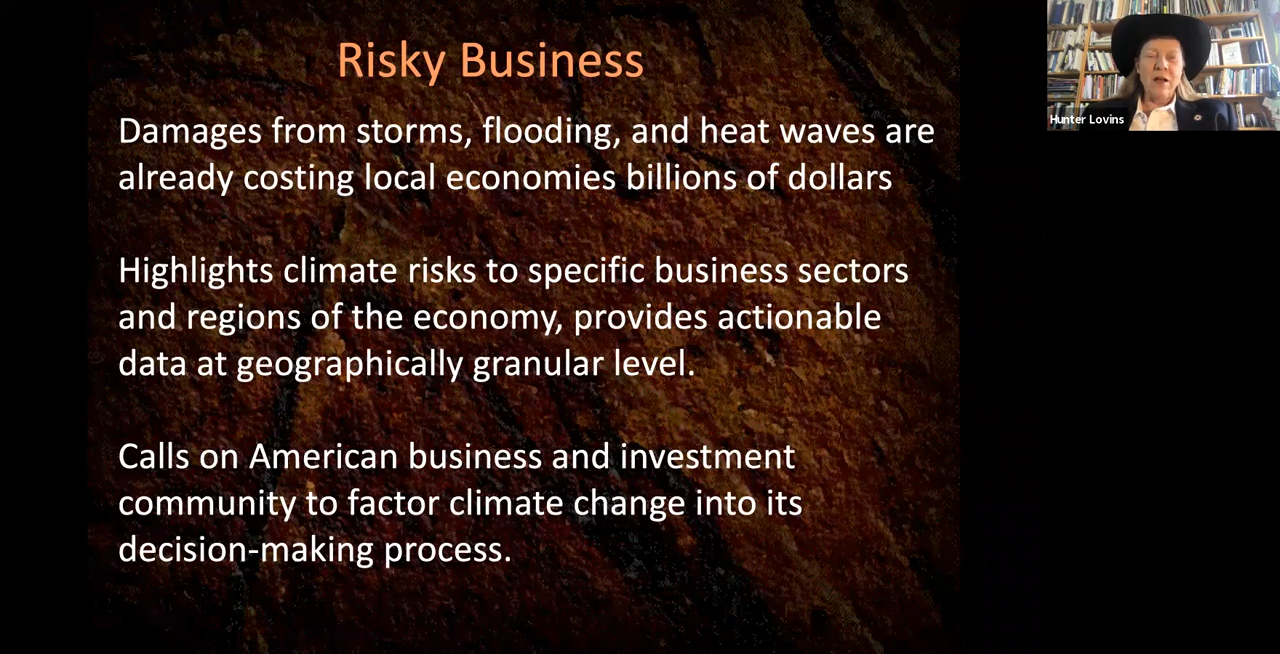 Risky Business
Damages from storms, flooding, and heat waves are
already costing local economies billions of dollars
Highlights climate risks to specific business sectors
and regions of the economy, provides actionable
data at geographically granular level.
Calls on American business and investment
community to factor climate change into its
decision-making process.
Hunter Lovins